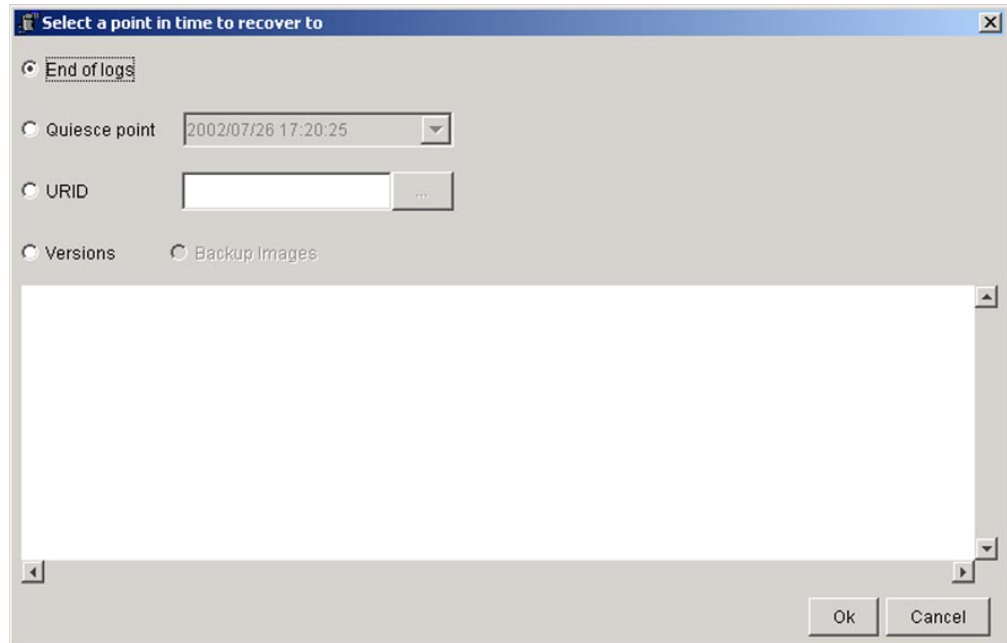 Select a point in time to recover to
End of logs
Quiesce point 2002/07/26 17:20:25
URID ...
Versions Backup Images
Ok Cancel